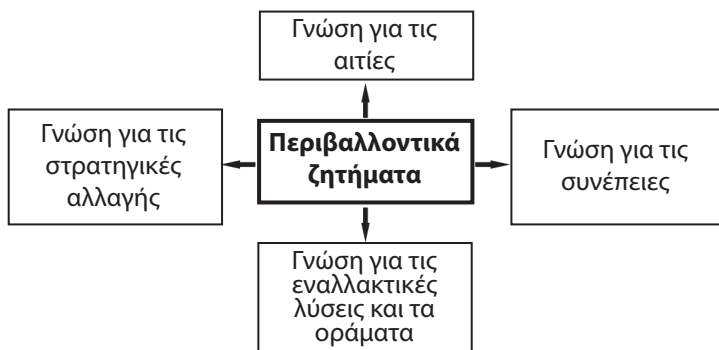 Γνώση για τις
αιτίες
Γνώση για τις
στρατηγικές
αλλαγής
Περιβαλλοντικά
ζητήματα
Γνώση για τις
συνέπειες
Γνώση για τις
εναλλακτικές
λύσεις και τα
οράματα